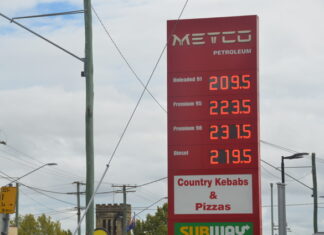 METCO
PETROLEUM
Unleaded 91 209.5
Premium 95 223.5
Premium 98 231.5
Diesel 219.5
Country Kebabs
&
Pizzas
SUBWAY